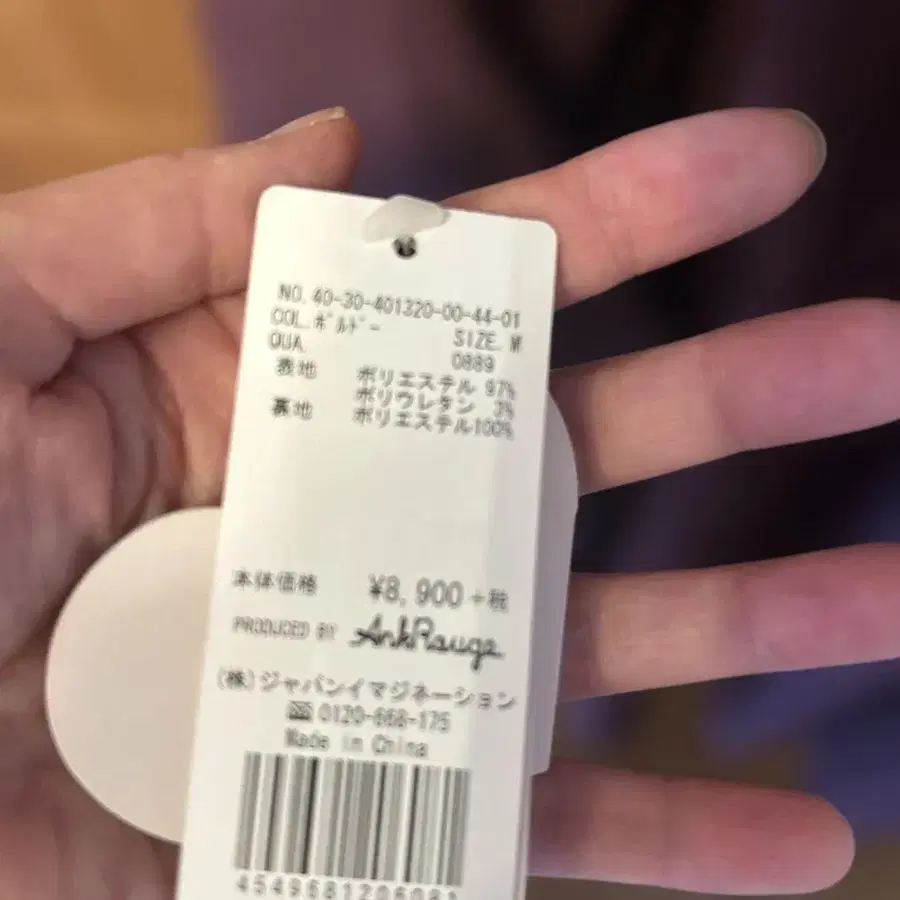 NO. 40-30-401320-00-44-01
COL. ﾎﾞﾙﾄﾞｰ SIZE. M
QUA 0889
表地 ポリエステル 97%
ポリウレタン 3%
裏地 ポリエステル100%
本体価格 ¥8,900 +税
PRODUCED BY AnkRouge
(株)ジャパンイマジネーション
0120-668-175
Made in China